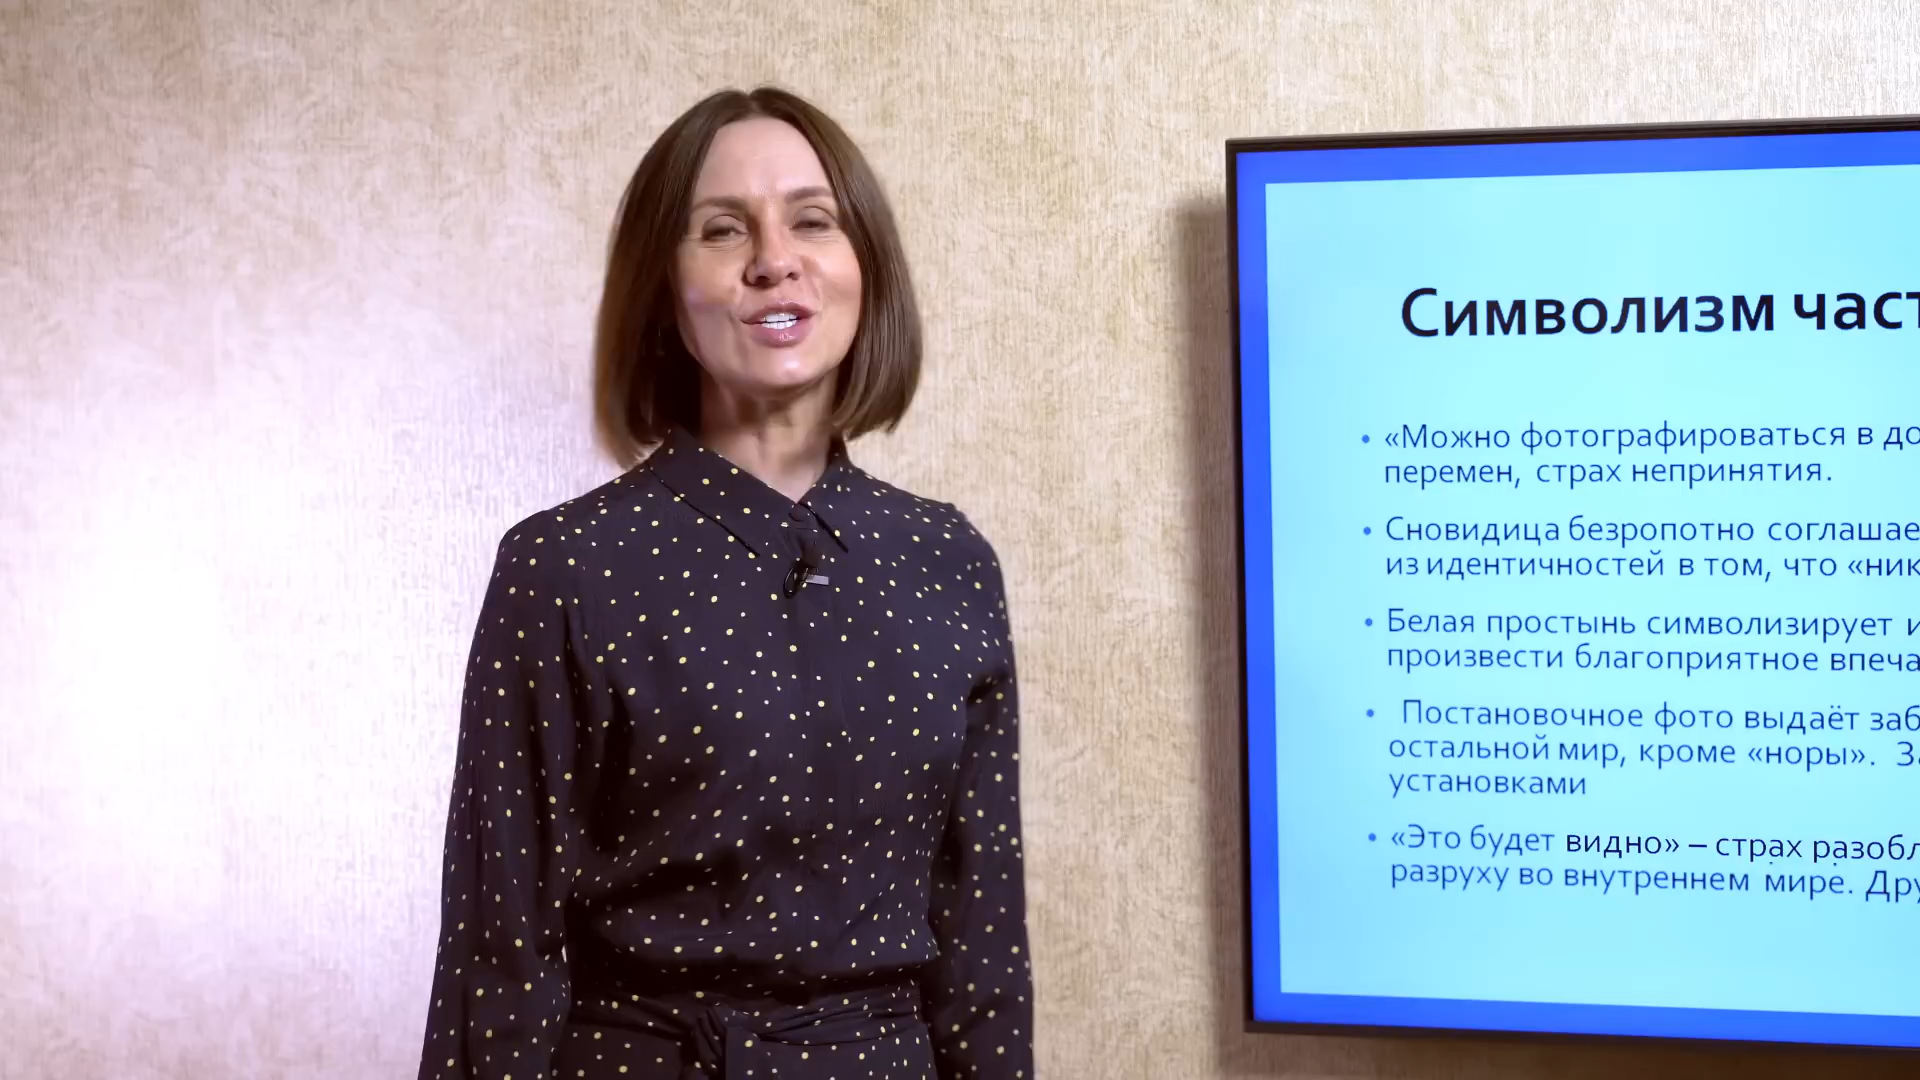 Символизм част
• «Можно фотографироваться в до
перемен, страх непринятия.
• Сновидица безропотно соглашае
из идентичностей в том, что «ник
• Белая простынь символизирует и
произвести благоприятное впеча
• Постановочное фото выдаёт заб
остальной мир, кроме «норы». За
установками
• «Это будет видно» – страх разобл
разруху во внутреннем мире. Дру